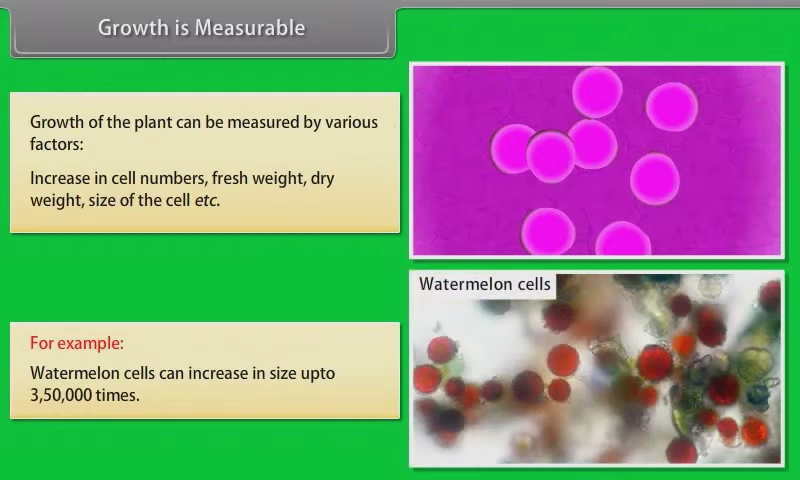 Growth is Measurable
Growth of the plant can be measured by various
factors:
Increase in cell numbers, fresh weight, dry
weight, size of the cell etc.
Watermelon cells
For example:
Watermelon cells can increase in size upto
3,50,000 times.